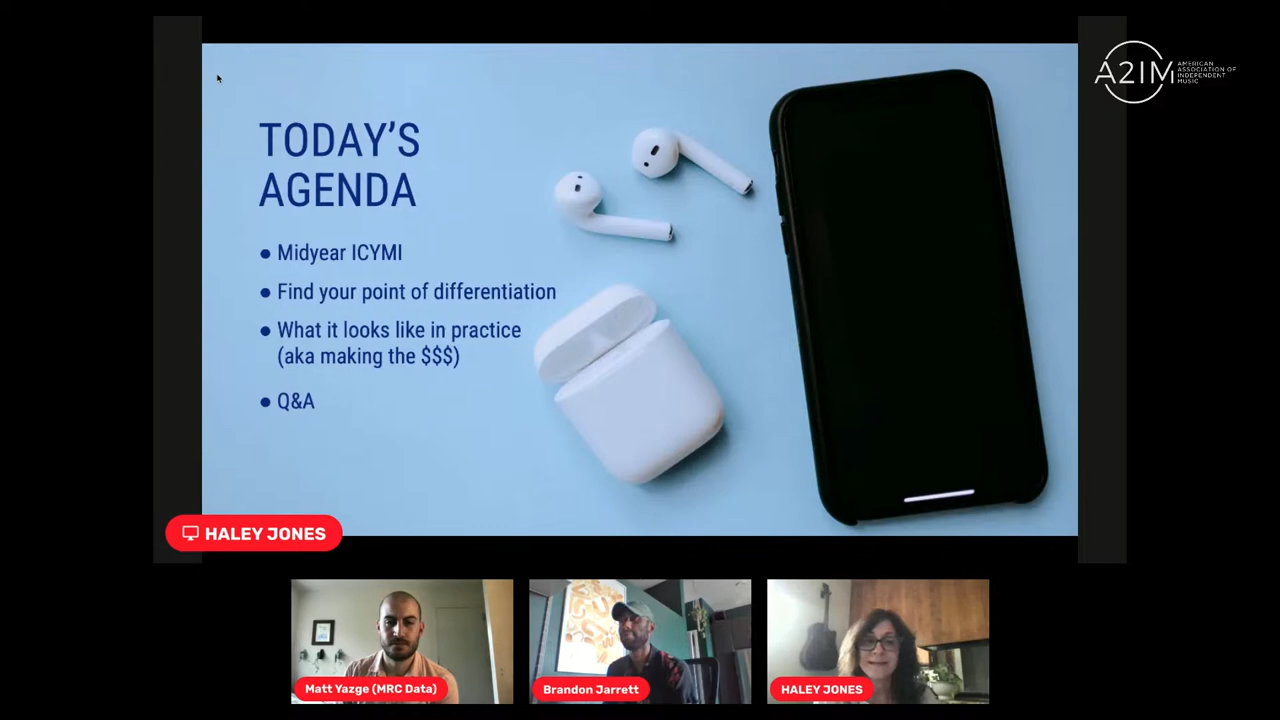 A2IM
AMERICAN
ASSOCIATION OF
INDEPENDENT
MUSIC
TODAY'S
AGENDA
● Midyear ICYMI
● Find your point of differentiation
● What it looks like in practice
(aka making the $$$)
● Q&A
HALEY JONES
Matt Yazge (MRC Data)
Brandon Jarrett
HALEY JONES